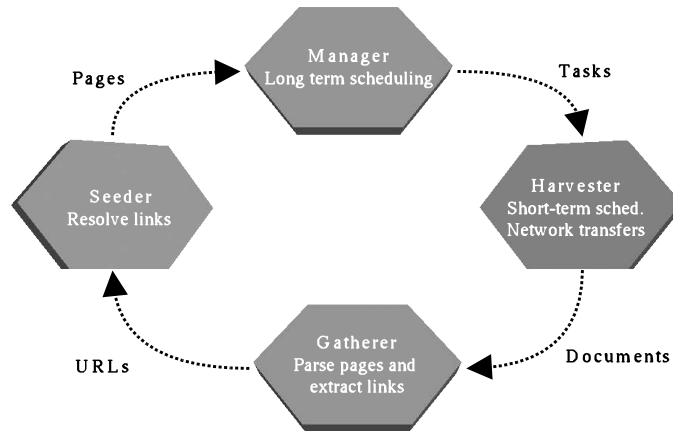 Manager
Long term scheduling
Pages
Tasks
Seeder
Resolve links
Harvester
Short-term sched.
Network transfers
Gatherer
Parse pages and
extract links
URLs
Documents